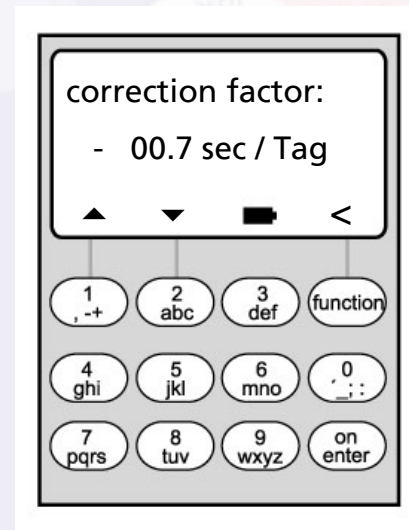 correction factor:
- 00.7 sec / Tag
<
1 2 3 function
, -+ abc def
4 5 6 0
ghi jkl mno ´_; :
7 8 9 on
pqrs tuv wxyz enter